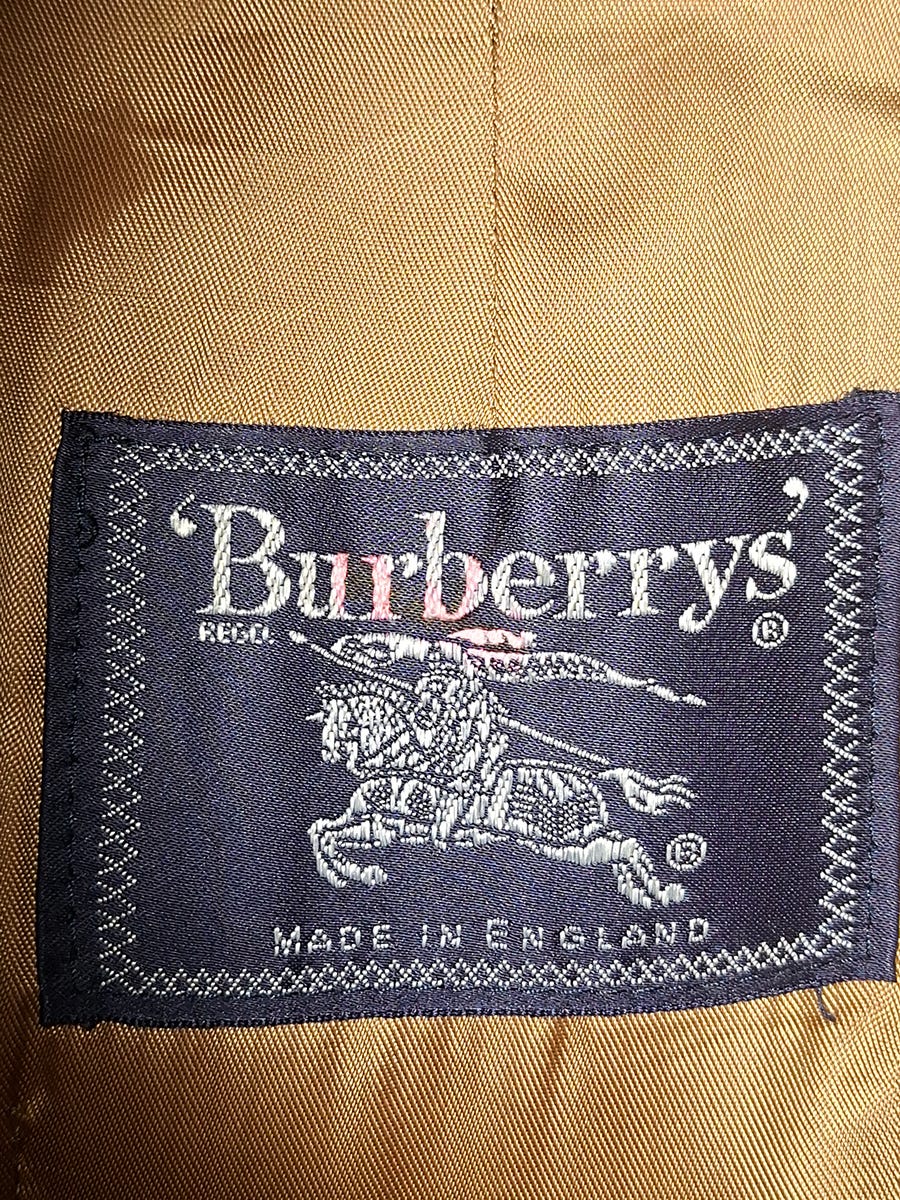 ‘Burberrys’
REGD. ®
®
MADE IN ENGLAND